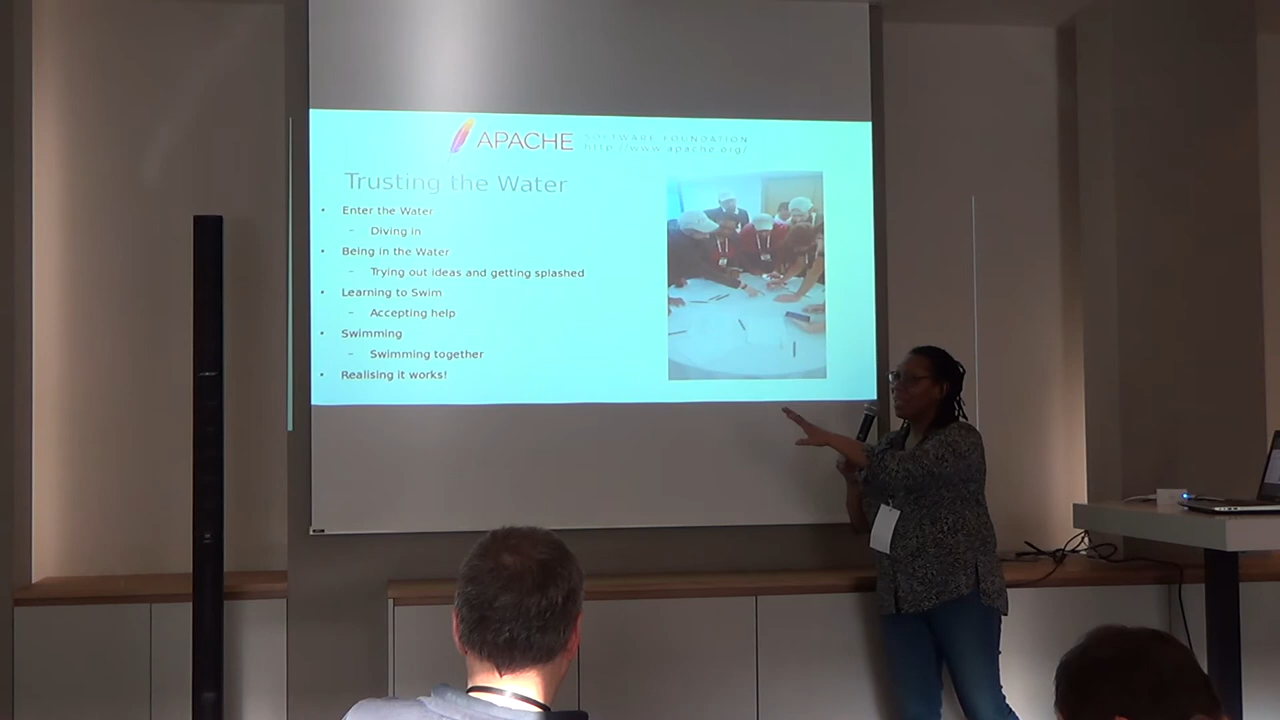 APACHE
SOFTWARE FOUNDATION
http://www.apache.org/
Trusting the Water
• Enter the Water
– Diving in
• Being in the Water
– Trying out ideas and getting splashed
• Learning to Swim
– Accepting help
• Swimming
– Swimming together
• Realising it works!